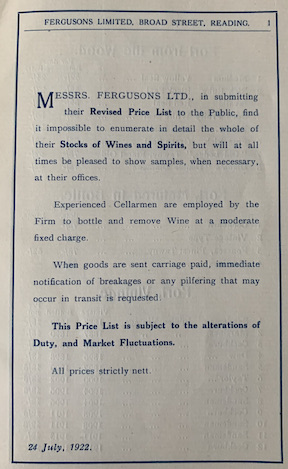 FERGUSONS LIMITED, BROAD STREET, READING. 1
MESSRS. FERGUSONS LTD., in submitting
their Revised Price List to the Public, find
it impossible to enumerate in detail the whole of
their Stocks of Wines and Spirits, but will at all
times be pleased to show samples, when necessary,
at their offices.
Experienced Cellarmen are employed by the
Firm to bottle and remove Wine at a moderate
fixed charge.
When goods are sent carriage paid, immediate
notification of breakages or any pilfering that may
occur in transit is requested.
This Price List is subject to the alterations of
Duty, and Market Fluctuations.
All prices strictly nett.
24 July, 1922.